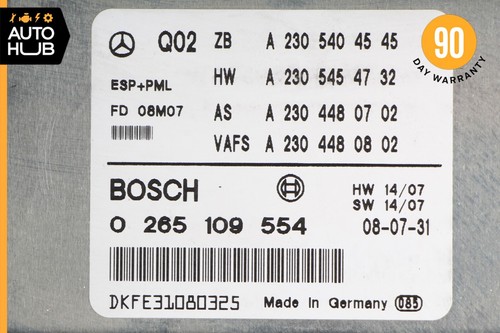 AUTO
HUB
90
DAY WARRANTY
Q02 ZB A 230 540 45 45
HW A 230 545 47 32
ESP+PML
FD 08M07 AS A 230 448 07 02
VAFS A 230 448 08 02
BOSCH
HW 14/07
SW 14/07
0 265 109 554 08-07-31
DKFE31080325 Made in Germany 085